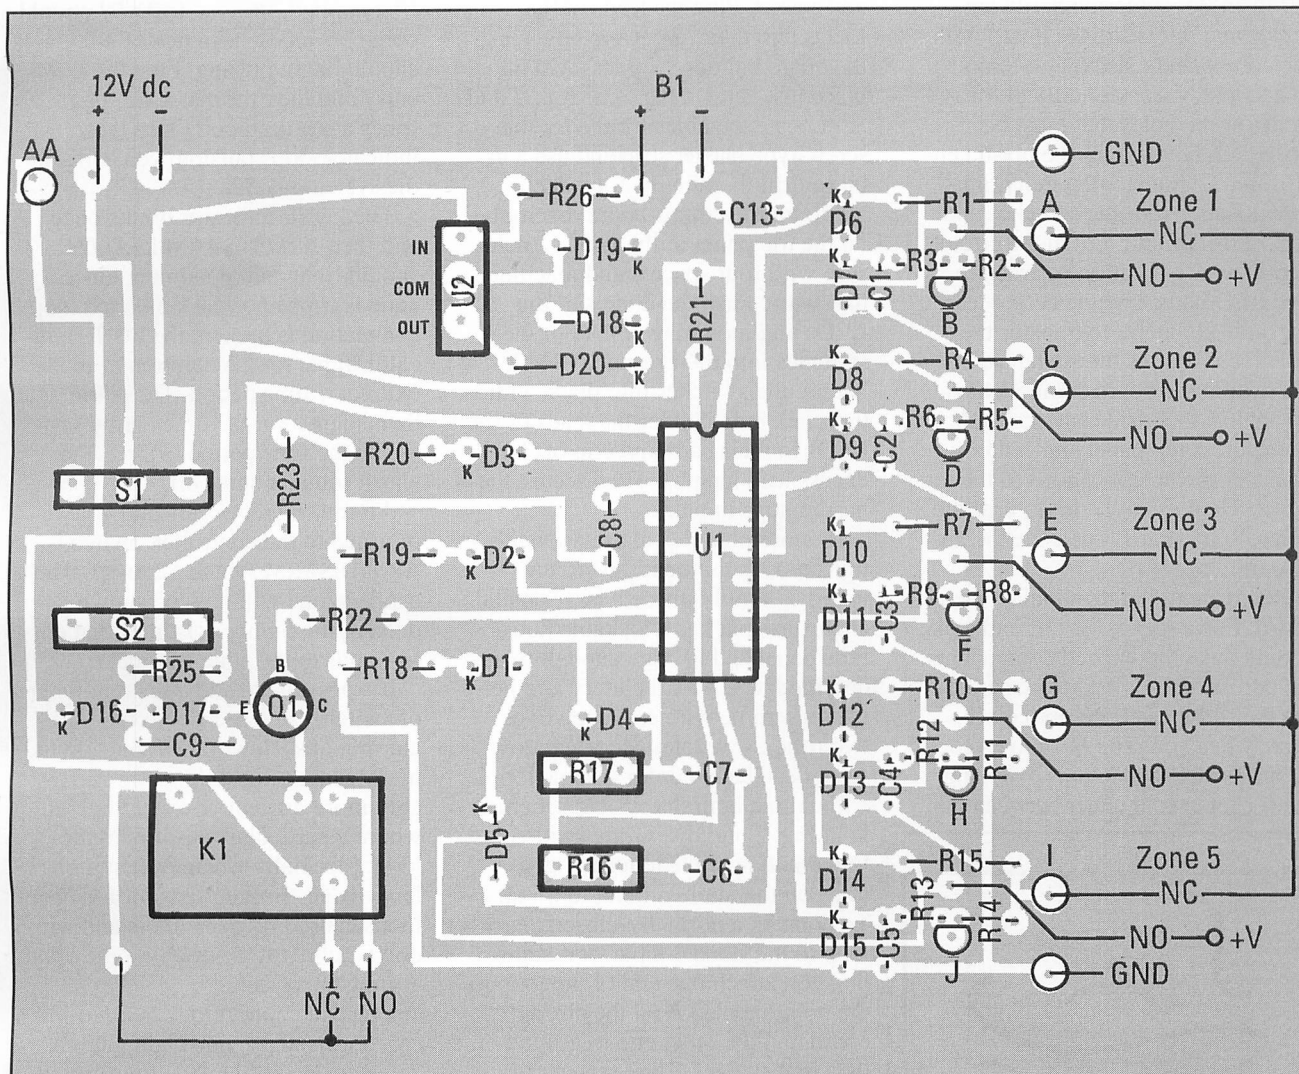 12V dc
B1
+ -
+ -
AA
GND
R26
C13
K D6
R1
A
Zone 1
NC
IN
D19
K
K D7
C1
R3
R2
NO +V
COM
U2
OUT
D18
K
R21
B
D20
K
K D8
R4
C
Zone 2
NC
R20
K D3
K D9
C2
R6
R5
D
NO +V
S1
R23
C8
U1
K D10
R7
E
Zone 3
NC
R19
K D2
K D11
C3
R9
R8
F
NO +V
S2
R22
R25
B
R18
K D1
K D12
R10
G
Zone 4
NC
K D16
D17
E Q1 C
K D4
C9
R12
R11
K D13
C4
H
NO +V
R17
C7
K1
K D5
R16
C6
K D14
R15
I
Zone 5
NC
K D15
C5
R13
R14
J
NO +V
GND
NC NO